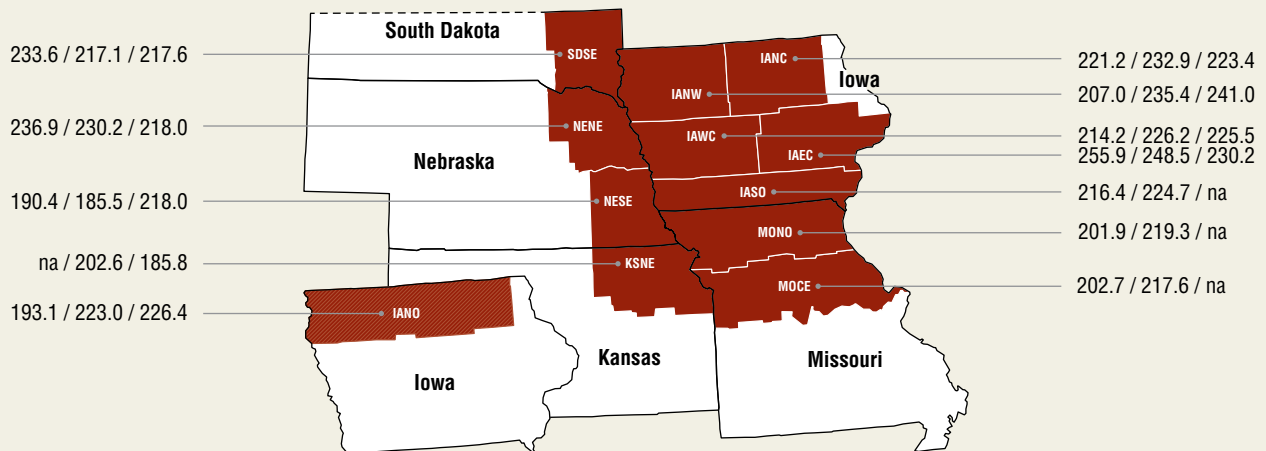 South Dakota
233.6 / 217.1 / 217.6
SDSE
IANC
221.2 / 232.9 / 223.4
Iowa
IANW
207.0 / 235.4 / 241.0
236.9 / 230.2 / 218.0
NENE
IAWC
214.2 / 226.2 / 225.5
Nebraska
IAEC
255.9 / 248.5 / 230.2
190.4 / 185.5 / 218.0
NESE
IASO
216.4 / 224.7 / na
MONO
201.9 / 219.3 / na
na / 202.6 / 185.8
KSNE
MOCE
202.7 / 217.6 / na
193.1 / 223.0 / 226.4
IANO
Kansas
Missouri
Iowa